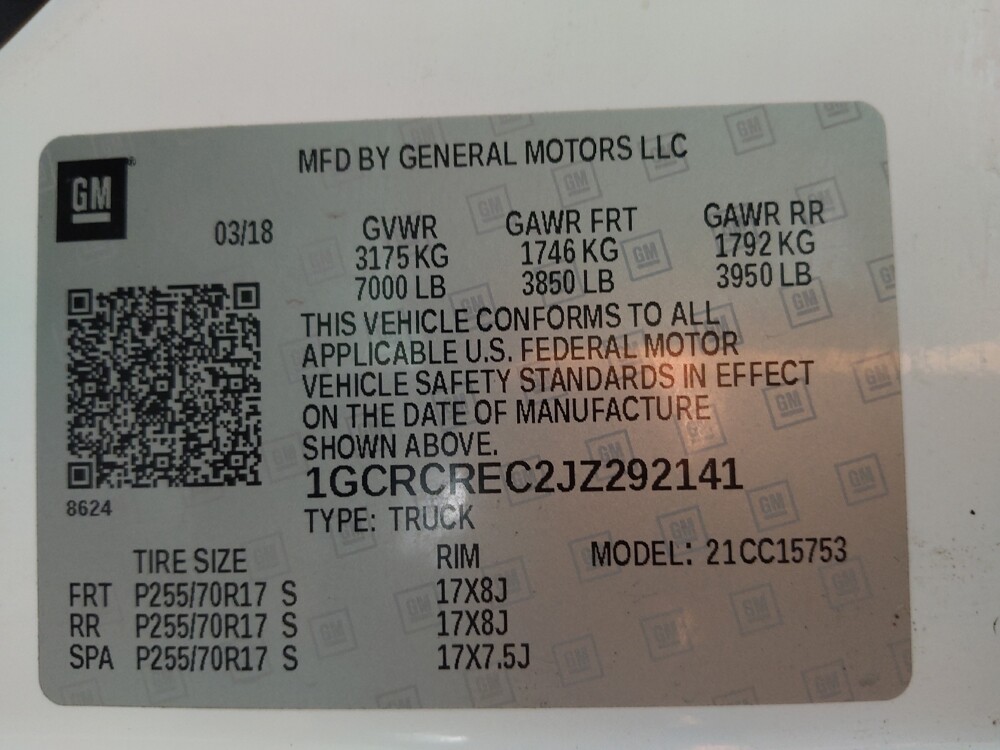 GM®
MFD BY GENERAL MOTORS LLC
03/18
GVWR GAWR FRT GAWR RR
3175 KG 1746 KG 1792 KG
7000 LB 3850 LB 3950 LB
THIS VEHICLE CONFORMS TO ALL
APPLICABLE U.S. FEDERAL MOTOR
VEHICLE SAFETY STANDARDS IN EFFECT
ON THE DATE OF MANUFACTURE
SHOWN ABOVE.
1GCRCREC2JZ292141
8624
TYPE: TRUCK
TIRE SIZE RIM MODEL: 21CC15753
FRT P255/70R17 S 17X8J
RR P255/70R17 S 17X8J
SPA P255/70R17 S 17X7.5J